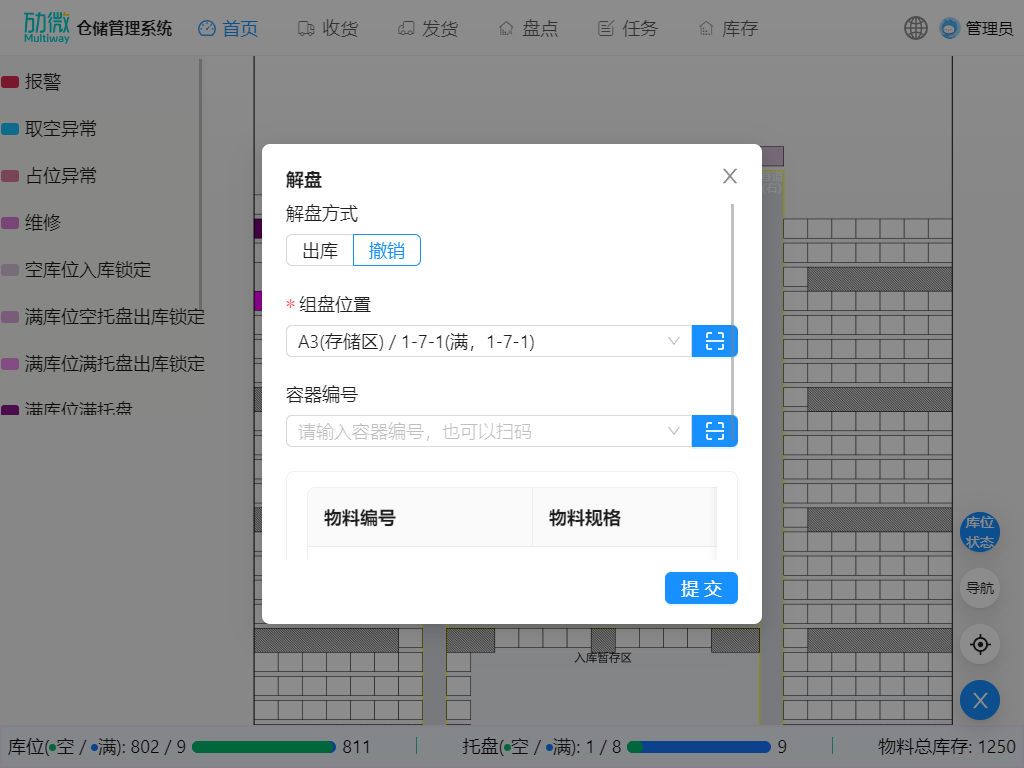 劢微 Multiway 仓储管理系统 首页 收货 发货 盘点 任务 库存 管理员
报警
取空异常
占位异常
维修
空库位入库锁定
满库位空托盘出库锁定
满库位满托盘出库锁定
满库位满托盘
(右)
解盘
解盘方式
出库 撤销
* 组盘位置
A3(存储区) / 1-7-1(满，1-7-1)
容器编号
请输入容器编号，也可以扫码
物料编号 物料规格
提 交
入库暂存区
库位
状态
导航
库位(●空 / ●满): 802 / 9 811 托盘(●空 / ●满): 1 / 8 9 物料总库存: 1250